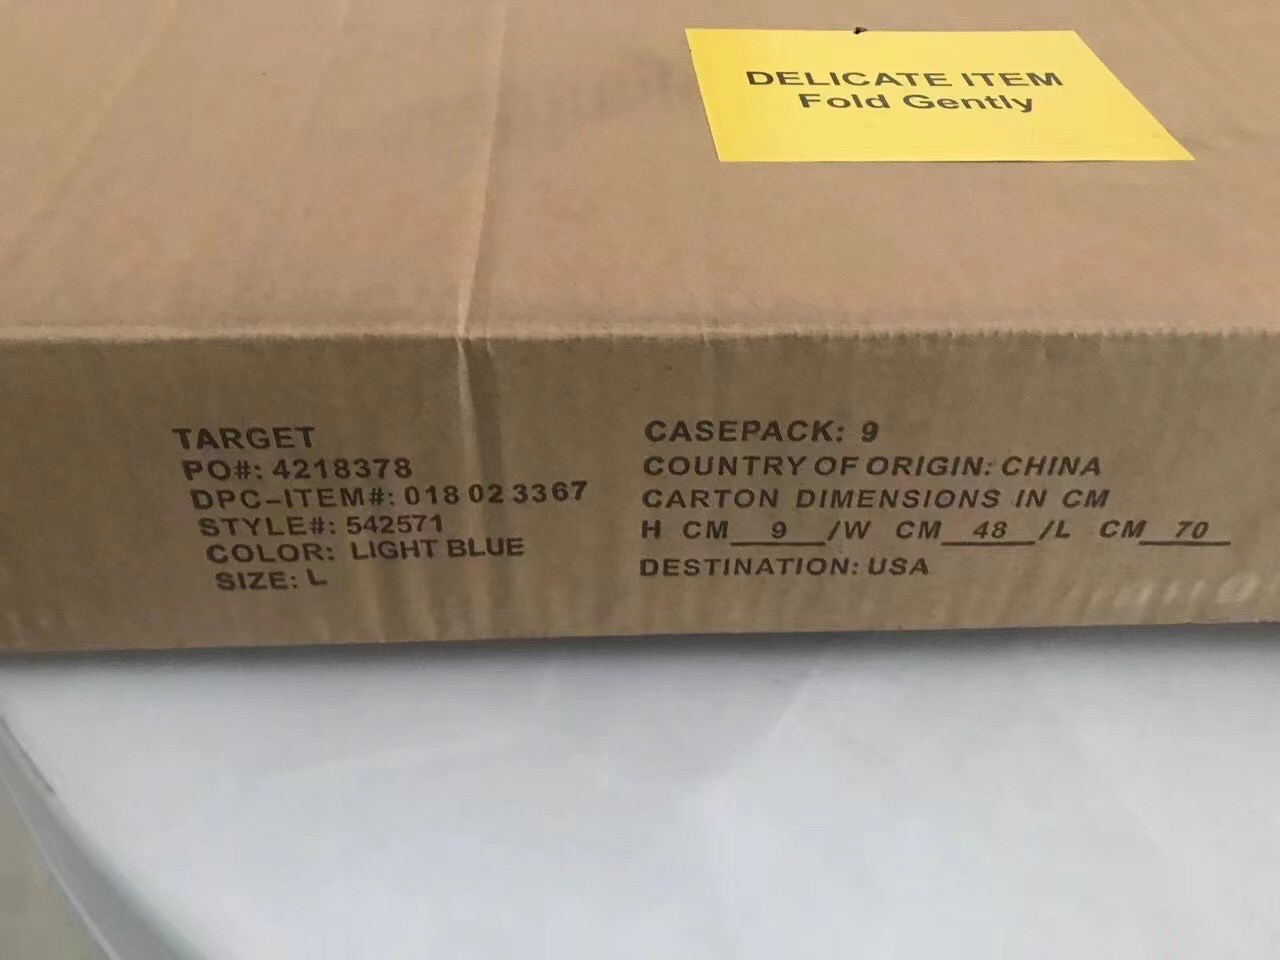 DELICATE ITEM
Fold Gently
TARGET
PO#: 4218378
DPC-ITEM#: 018 02 3367
STYLE#: 542571
COLOR: LIGHT BLUE
SIZE: L
CASEPACK: 9
COUNTRY OF ORIGIN: CHINA
CARTON DIMENSIONS IN CM
H CM 9 /W CM 48 /L CM 70
DESTINATION: USA